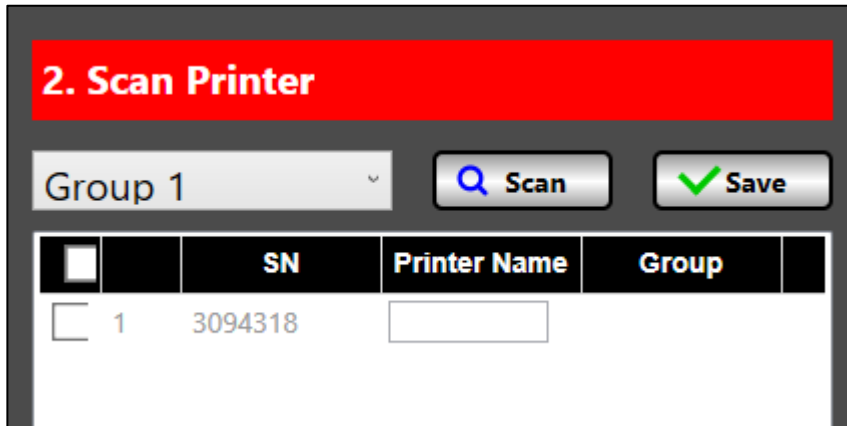 2. Scan Printer
Group 1 Scan Save
SN Printer Name Group
1 3094318